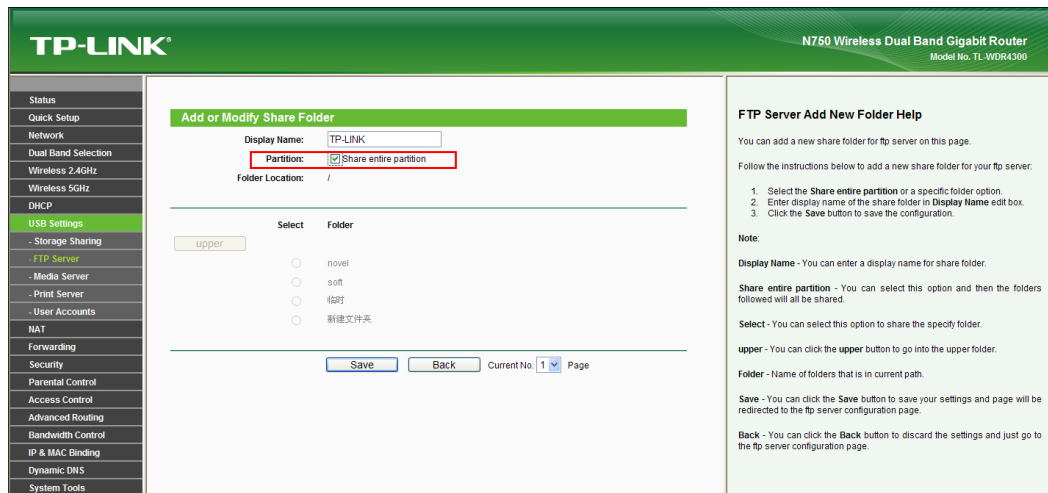 TP-LINK®
N750 Wireless Dual Band Gigabit Router
Model No. TL-WDR4300
Status
Quick Setup
Network
Dual Band Selection
Wireless 2.4GHz
Wireless 5GHz
DHCP
USB Settings
- Storage Sharing
- FTP Server
- Media Server
- Print Server
- User Accounts
NAT
Forwarding
Security
Parental Control
Access Control
Advanced Routing
Bandwidth Control
IP & MAC Binding
Dynamic DNS
System Tools
Add or Modify Share Folder
Display Name: TP-LINK
Partition: Share entire partition
Folder Location: /
Select Folder
upper
novel
soft
临时
新建文件夹
Save Back Current No. 1 Page
FTP Server Add New Folder Help
You can add a new share folder for ftp server on this page.
Follow the instructions below to add a new share folder for your ftp server:
1. Select the Share entire partition or a specific folder option.
2. Enter display name of the share folder in Display Name edit box.
3. Click the Save button to save the configuration.
Note:
Display Name - You can enter a display name for share folder.
Share entire partition - You can select this option and then the folders
followed will all be shared.
Select - You can select this option to share the specify folder.
upper - You can click the upper button to go into the upper folder.
Folder - Name of folders that is in current path.
Save - You can click the Save button to save your settings and page will be
redirected to the ftp server configuration page.
Back - You can click the Back button to discard the settings and just go to
the ftp server configuration page.